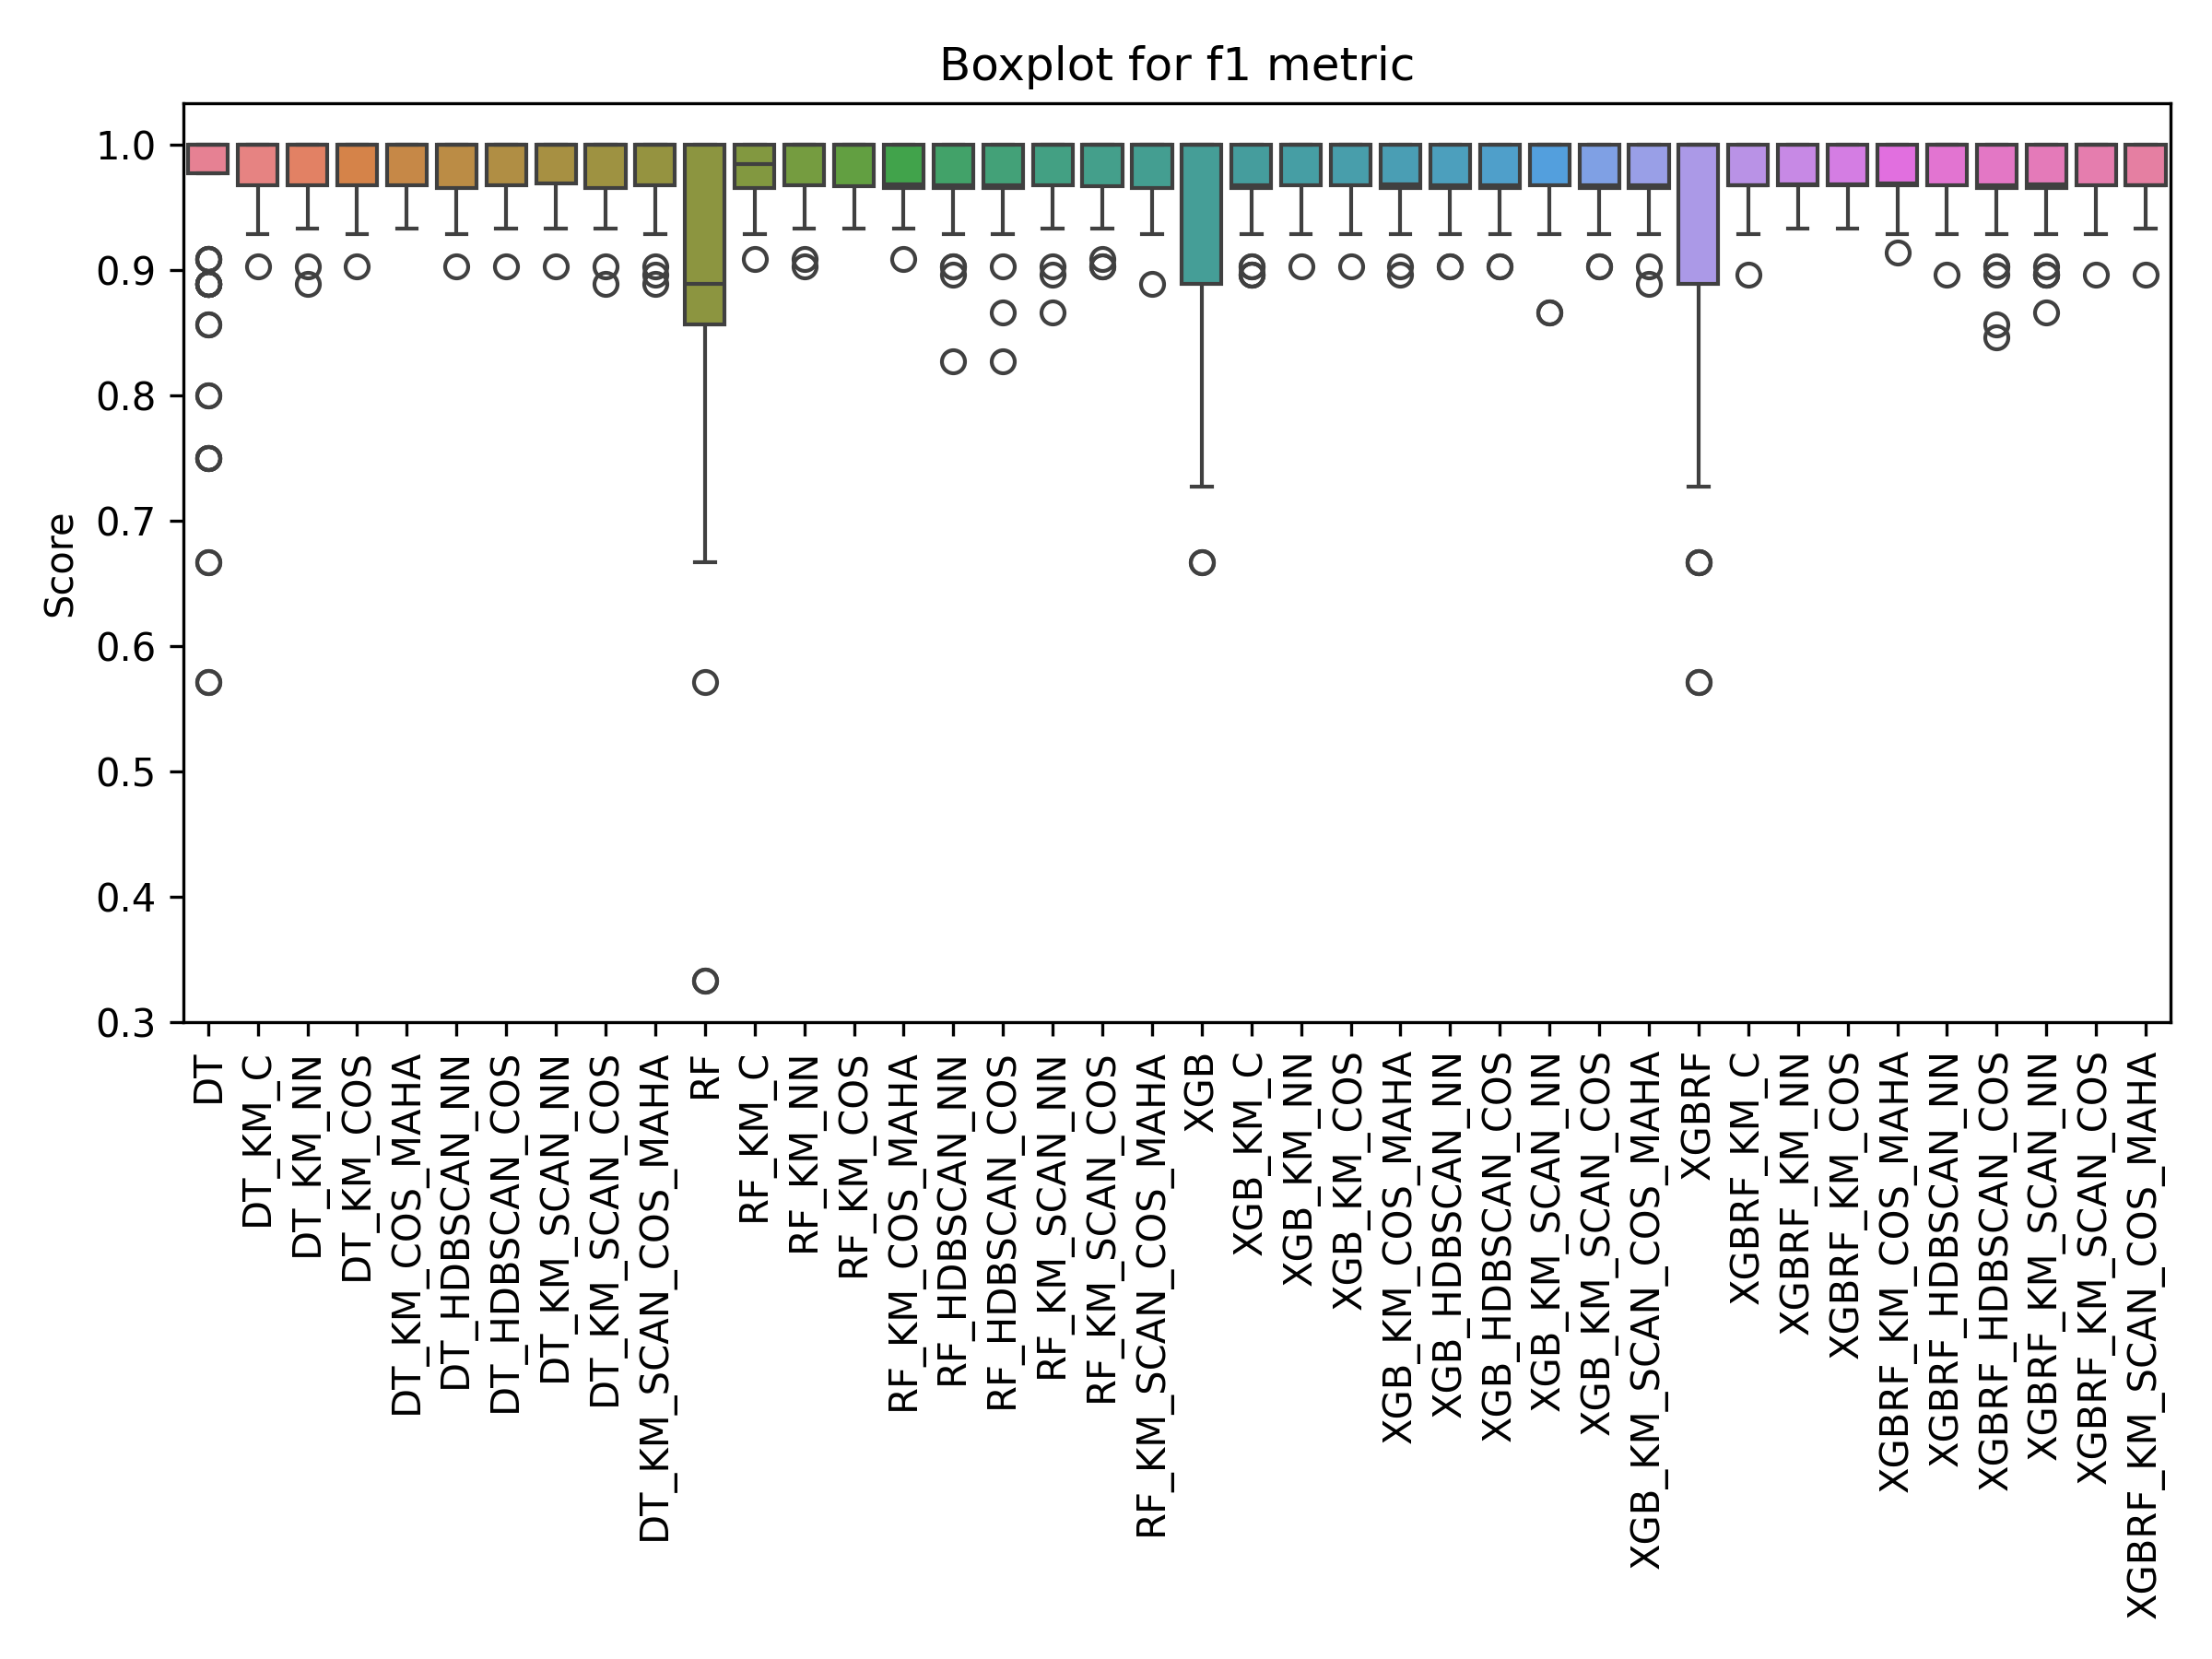 Boxplot for f1 metric
Score
1.0
0.9
0.8
0.7
0.6
0.5
0.4
0.3
DT
DT_KM_C
DT_KM_NN
DT_KM_COS
DT_KM_COS_MAHA
DT_HDBSCAN_NN
DT_HDBSCAN_COS
DT_KM_SCAN_NN
DT_KM_SCAN_COS
DT_KM_SCAN_COS_MAHA
RF
RF_KM_C
RF_KM_NN
RF_KM_COS
RF_KM_COS_MAHA
RF_HDBSCAN_NN
RF_HDBSCAN_COS
RF_KM_SCAN_NN
RF_KM_SCAN_COS
RF_KM_SCAN_COS_MAHA
XGB
XGB_KM_C
XGB_KM_NN
XGB_KM_COS
XGB_KM_COS_MAHA
XGB_HDBSCAN_NN
XGB_HDBSCAN_COS
XGB_KM_SCAN_NN
XGB_KM_SCAN_COS
XGB_KM_SCAN_COS_MAHA
XGBRF
XGBRF_KM_C
XGBRF_KM_NN
XGBRF_KM_COS
XGBRF_KM_COS_MAHA
XGBRF_HDBSCAN_NN
XGBRF_HDBSCAN_COS
XGBRF_KM_SCAN_NN
XGBRF_KM_SCAN_COS
XGBRF_KM_SCAN_COS_MAHA